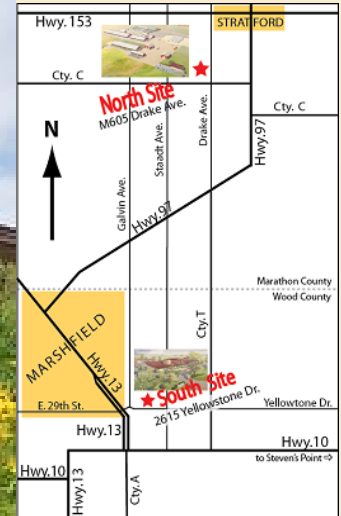 Hwy. 153
STRATFORD
Cty. C
North Site
M605 Drake Ave.
Cty. C
N
Galvin Ave.
Staadt Ave.
Drake Ave.
Hwy.97
Hwy.97
Marathon County
Wood County
MARSHFIELD
Hwy.13
Cty.T
South Site
2615 Yellowstone Dr.
E. 29th St.
Yellowtone Dr.
Hwy.13
Hwy.10
to Steven's Point ⇨
Hwy.10
Hwy.13
Cty.A